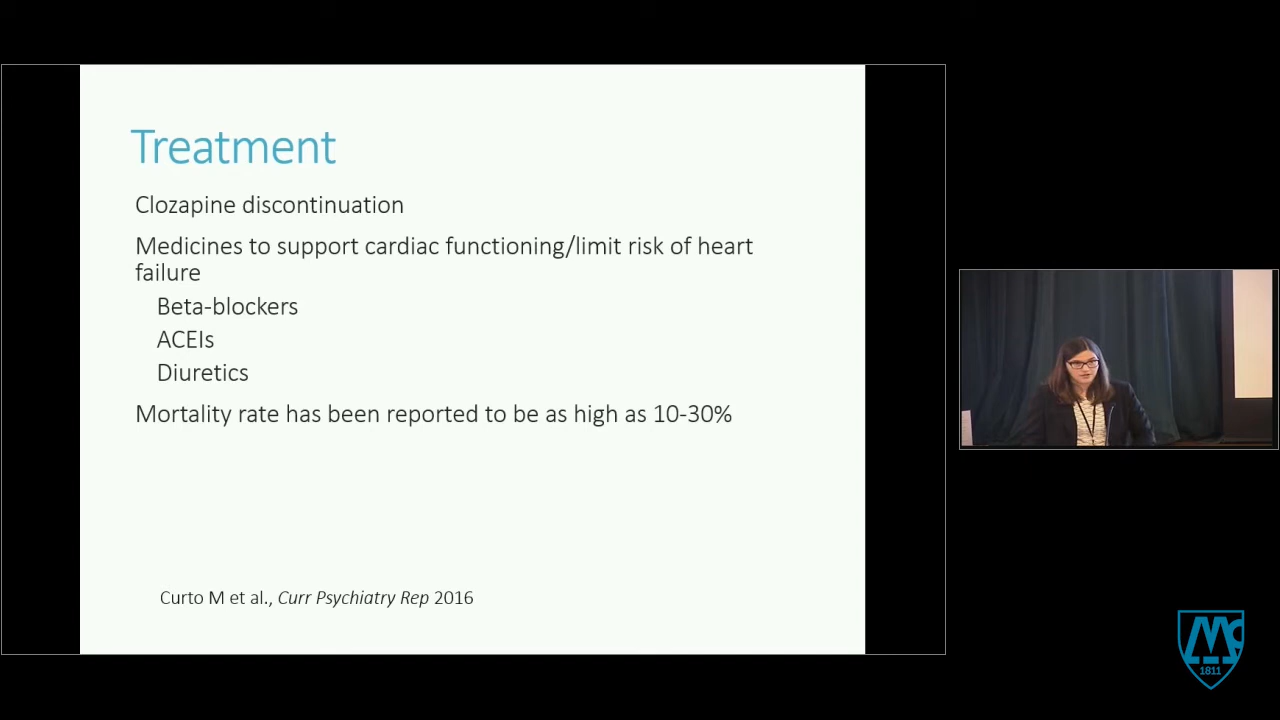 Treatment
Clozapine discontinuation
Medicines to support cardiac functioning/limit risk of heart
failure
Beta-blockers
ACEIs
Diuretics
Mortality rate has been reported to be as high as 10-30%
Curto M et al., Curr Psychiatry Rep 2016
Mc
1811